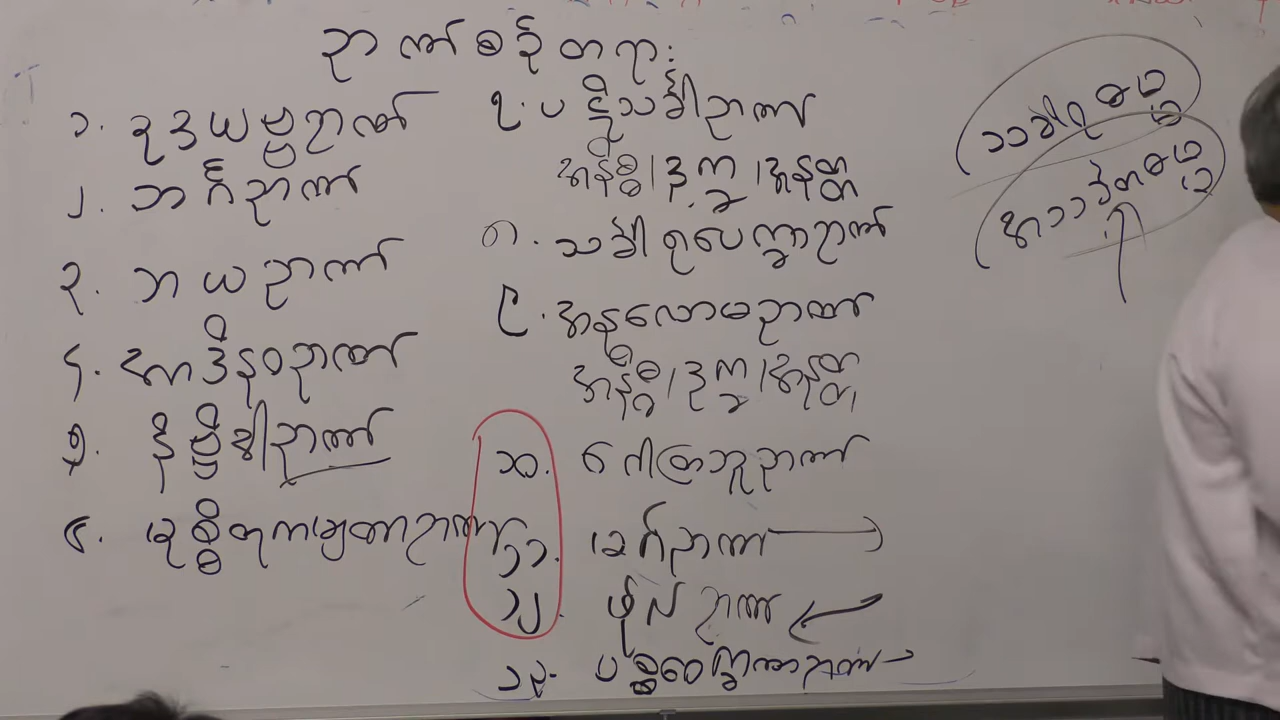 ဉာဏ်စဉ်တရား
၁. ဥဒယဗ္ဗဉာဏ်
၂. ဘင်္ဂဉာဏ်
၃. ဘယဉာဏ်
၄. အာဒိနဝဉာဏ်
၅. နိဗ္ဗိဒါဉာဏ်
၆. မုစ္စိတုကမျတာဉာဏ်
၇. ပဋိသင်္ခါဉာဏ်
အနိစ္စ၊ ဒုက္ခ၊ အနတ္တ
၈. သင်္ခါရုပေက္ခာဉာဏ်
၉. အနုလောမဉာဏ်
အနိစ္စ၊ ဒုက္ခ၊ အနတ္တ
၁၀. ဂေါတြဘူဉာဏ်
၁၁. မဂ်ဉာဏ်
၁၂. ဖိုလ်ဉာဏ်
၁၃. ပစ္စဝေက္ခဏာဉာဏ်